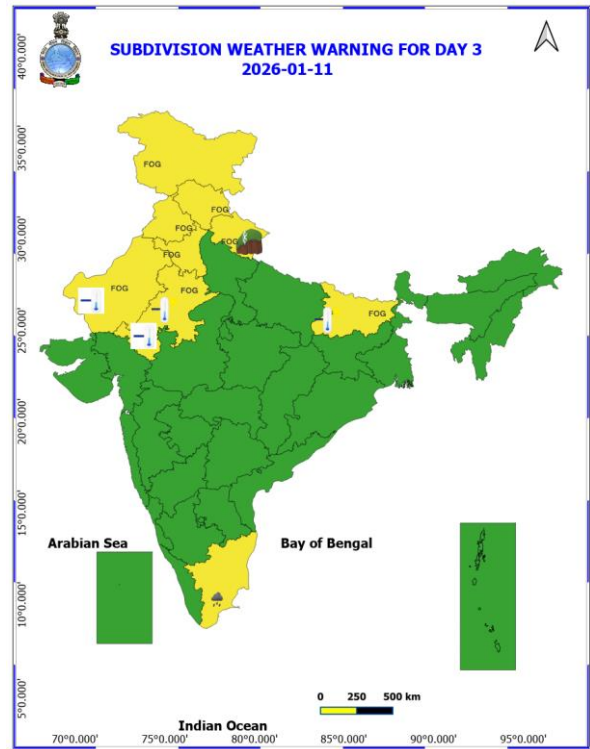 SUBDIVISION WEATHER WARNING FOR DAY 3
2026-01-11
40°0.000'
35°0.000'
30°0.000'
25°0.000'
20°0.000'
15°0.000'
10°0.000'
5°0.000'
FOG
FOG
FOG
FOG
FOG
FOG
FOG
Arabian Sea
Bay of Bengal
0 250 500 km
Indian Ocean
70°0.000' 75°0.000' 80°0.000' 85°0.000' 90°0.000' 95°0.000'